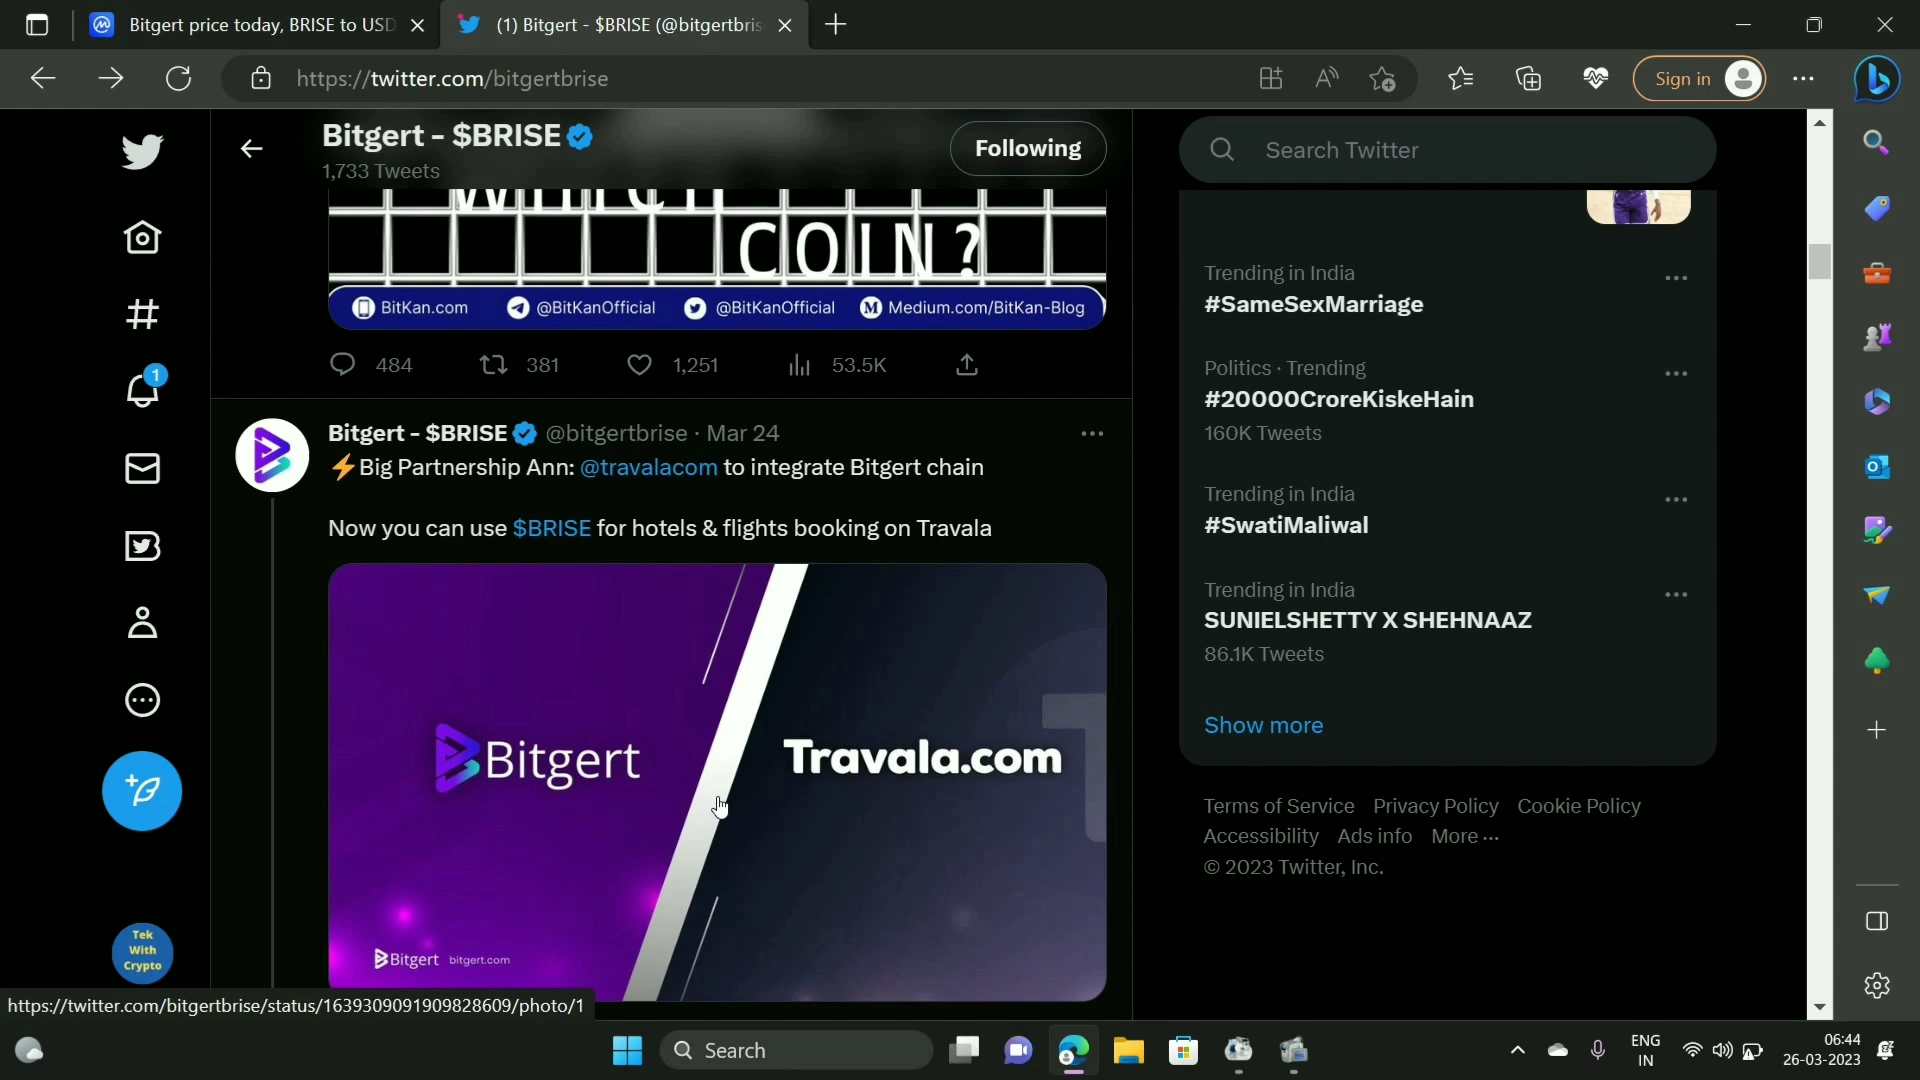 Bitgert price today, BRISE to USD
(1) Bitgert - $BRISE (@bitgertbris
https://twitter.com/bitgertbrise
Sign in
Bitgert - $BRISE
1,733 Tweets
Following
Search Twitter
COIN?
BitKan.com @BitKanOfficial @BitKanOfficial Medium.com/BitKan-Blog
484 381 1,251 53.5K
Bitgert - $BRISE @bitgertbrise · Mar 24
⚡Big Partnership Ann: @travalacom to integrate Bitgert chain
Now you can use $BRISE for hotels & flights booking on Travala
Bitgert
Travala.com
Bitgert bitgert.com
Trending in India
#SameSexMarriage
Politics · Trending
#20000CroreKiskeHain
160K Tweets
Trending in India
#SwatiMaliwal
Trending in India
SUNIELSHETTY X SHEHNAAZ
86.1K Tweets
Show more
Terms of Service Privacy Policy Cookie Policy
Accessibility Ads info More ···
© 2023 Twitter, Inc.
1
Tek
With
Crypto
https://twitter.com/bitgertbrise/status/1639309091909828609/photo/1
Search
ENG
IN
06:44
26-03-2023